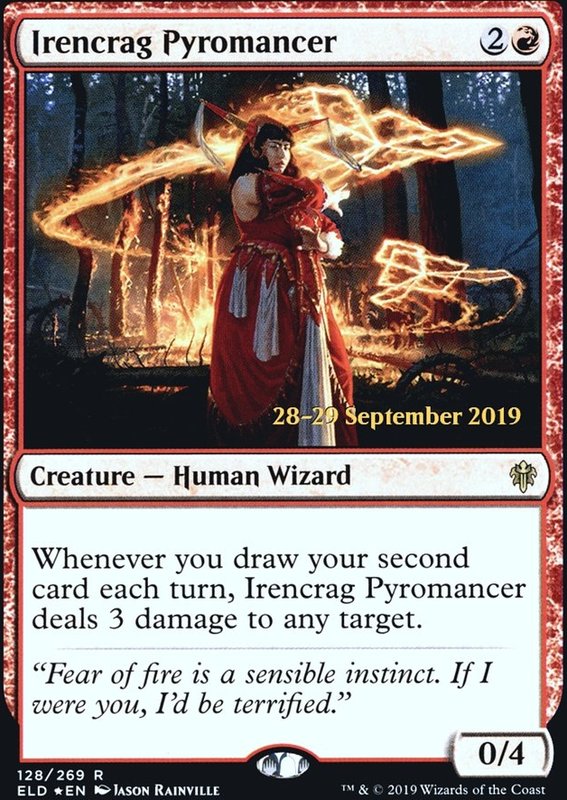 Irencrag Pyromancer 2
28-29 September 2019
Creature — Human Wizard
Whenever you draw your second
card each turn, Irencrag Pyromancer
deals 3 damage to any target.
“Fear of fire is a sensible instinct. If I
were you, I’d be terrified.”
0/4
128/269 R
ELD ★ EN Jason Rainville
™ & © 2019 Wizards of the Coast